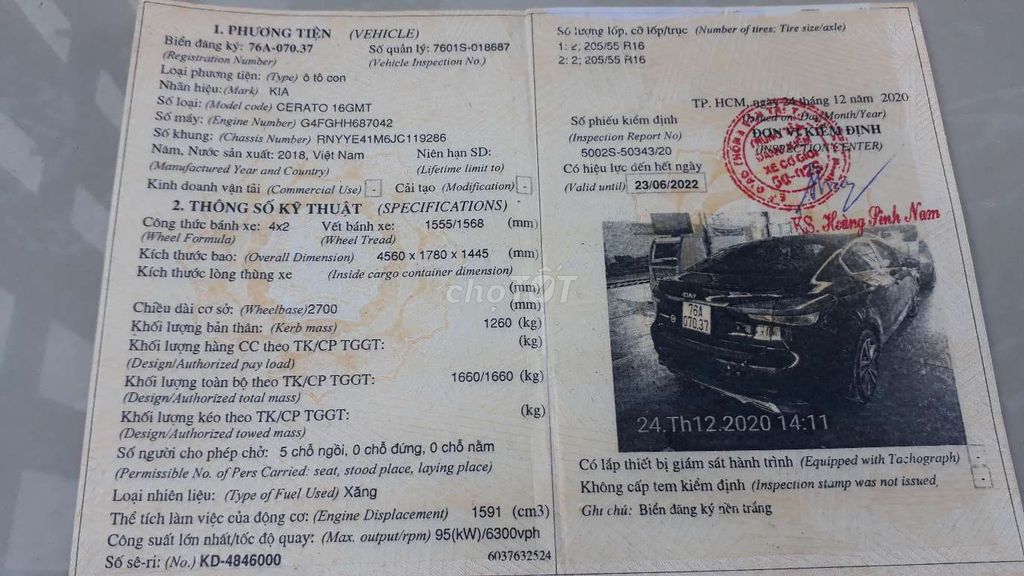 1. PHƯƠNG TIỆN (VEHICLE)
Biển đăng ký: 76A-070.37 Số quản lý: 7601S-018687
(Registration Number) (Vehicle Inspection No.)
Loại phương tiện: (Type) ô tô con
Nhãn hiệu: (Mark) KIA
Số loại: (Model code) CERATO 16GMT
Số máy: (Engine Number) G4FGHH687042
Số khung: (Chassis Number) RNYYE41M6JC119286
Năm, Nước sản xuất: 2018, Việt Nam Niên hạn SD:
(Manufactured Year and Country) (Lifetime limit to)
Kinh doanh vận tải (Commercial Use) - Cải tạo (Modification) -
2. THÔNG SỐ KỸ THUẬT (SPECIFICATIONS)
Công thức bánh xe: 4x2 Vết bánh xe: 1555/1568 (mm)
(Wheel Formula) (Wheel Tread)
Kích thước bao: (Overall Dimension) 4560 x 1780 x 1445 (mm)
Kích thước lòng thùng xe (Inside cargo container dimension)
(mm)
Chiều dài cơ sở: (Wheelbase) 2700 (mm)
Khối lượng bản thân: (Kerb mass) 1260 (kg)
Khối lượng hàng CC theo TK/CP TGGT: (kg)
(Design/Authorized pay load)
Khối lượng toàn bộ theo TK/CP TGGT: 1660/1660 (kg)
(Design/Authorized total mass)
Khối lượng kéo theo TK/CP TGGT: (kg)
(Design/Authorized towed mass)
Số người cho phép chở: 5 chỗ ngồi, 0 chỗ đứng, 0 chỗ nằm
(Permissible No. of Pers Carried: seat, stood place, laying place)
Loại nhiên liệu: (Type of Fuel Used) Xăng
Thể tích làm việc của động cơ: (Engine Displacement) 1591 (cm3)
Công suất lớn nhất/tốc độ quay: (Max. output/rpm) 95(kW)/6300vph
Số sê-ri: (No.) KD-4846000 6037632524
Số lượng lốp, cỡ lốp/trục (Number of tires: Tire size/axle)
1: 2; 205/55 R16
2: 2; 205/55 R16
TP. HCM, ngày 24 tháng 12 năm 2020
Số phiếu kiểm định (Issued on: Day/Month/Year)
(Inspection Report No) ĐƠN VỊ KIỂM ĐỊNH
5002S-50343/20 (INSPECTION CENTER)
Có hiệu lực đến hết ngày
(Valid until) 23/06/2022
XE CƠ GIỚI
KS. Hoàng Đình Nam
76A
070.37
24.Th12.2020 14:11
Có lắp thiết bị giám sát hành trình (Equipped with Tachograph) -
Không cấp tem kiểm định (Inspection stamp was not issued) -
Ghi chú: Biển đăng ký nền trắng
chợTỐT